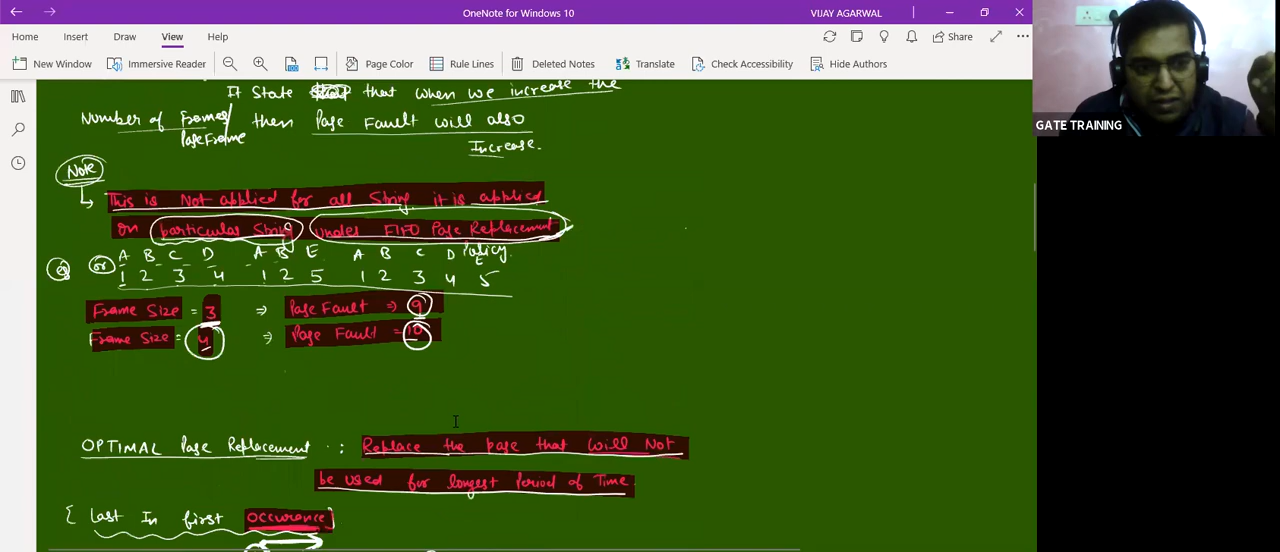 OneNote for Windows 10
VIJAY AGARWAL
Home Insert Draw View Help
Share
New Window Immersive Reader Page Color Rule Lines Deleted Notes Translate Check Accessibility Hide Authors
GATE TRAINING
It State that when we increase the
Number of Frames then Page Fault will also
PageFrame
Increase.
Note
This is Not applied for all String it is applied
on particular String under FIFO Page Replacement
Policy.
A B C D A B E A B C D E
eg or 1 2 3 4 1 2 5 1 2 3 4 5
Frame Size = 3 ⇒ Page Fault ⇒ 9
Frame Size = 4 ⇒ Page Fault = 10
OPTIMAL Page Replacement : Replace the page that will Not
be used for longest Period of Time
{ Last In first occurance }